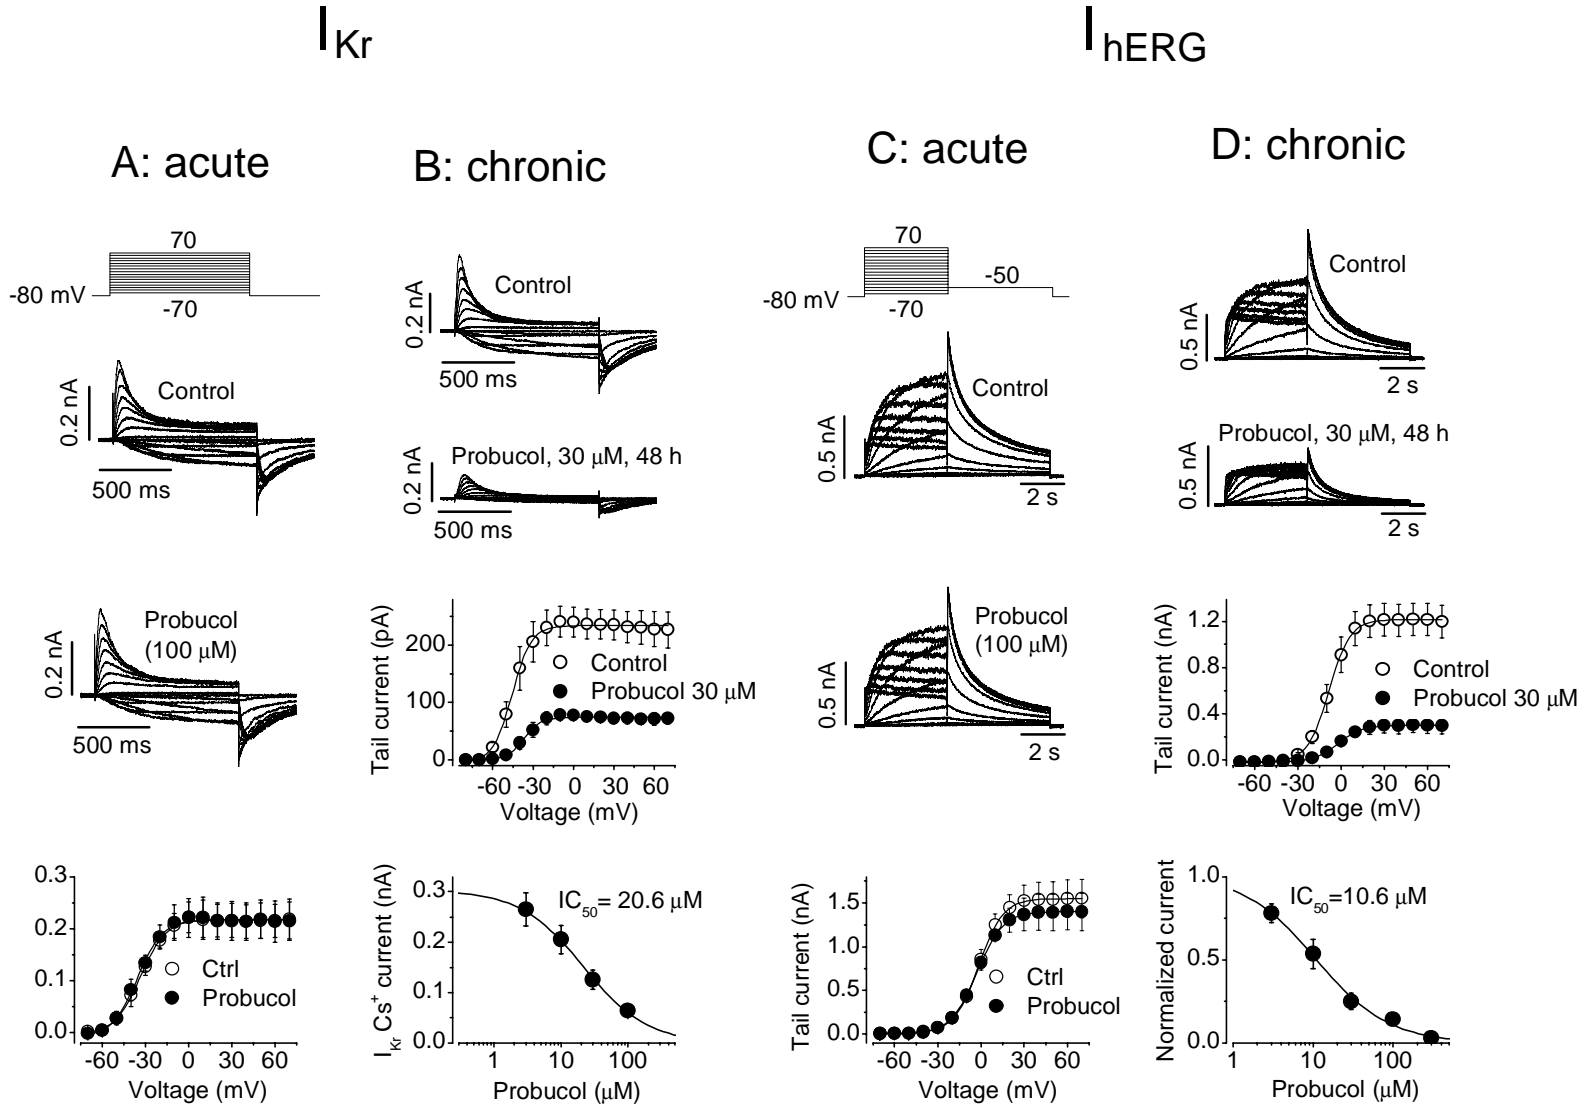 I Kr
I hERG
A: acute
B: chronic
C: acute
D: chronic
70
-80 mV
-70
0.2 nA
Control
500 ms
0.2 nA
Probucol
(100 μM)
500 ms
0.3
0.2
0.1
0.0
Ctrl
Probucol
-60 -30 0 30 60
Voltage (mV)
0.2 nA
Control
500 ms
Probucol, 30 μM, 48 h
0.2 nA
500 ms
Tail current (pA)
200
100
0
Control
Probucol 30 μM
-60 -30 0 30 60
Voltage (mV)
I Kr Cs+ current (nA)
0.3
0.2
0.1
0.0
IC50= 20.6 μM
1 10 100
Probucol (μM)
70
-50
-80 mV
-70
0.5 nA
Control
2 s
0.5 nA
Probucol
(100 μM)
2 s
Tail current (nA)
1.5
1.0
0.5
0.0
Ctrl
Probucol
-60 -30 0 30 60
Voltage (mV)
0.5 nA
Control
2 s
Probucol, 30 μM, 48 h
0.5 nA
2 s
Tail current (nA)
1.2
0.8
0.4
0.0
Control
Probucol 30 μM
-60 -30 0 30 60
Voltage (mV)
Normalized current
1.0
0.5
0.0
IC50=10.6 μM
1 10 100
Probucol (μM)